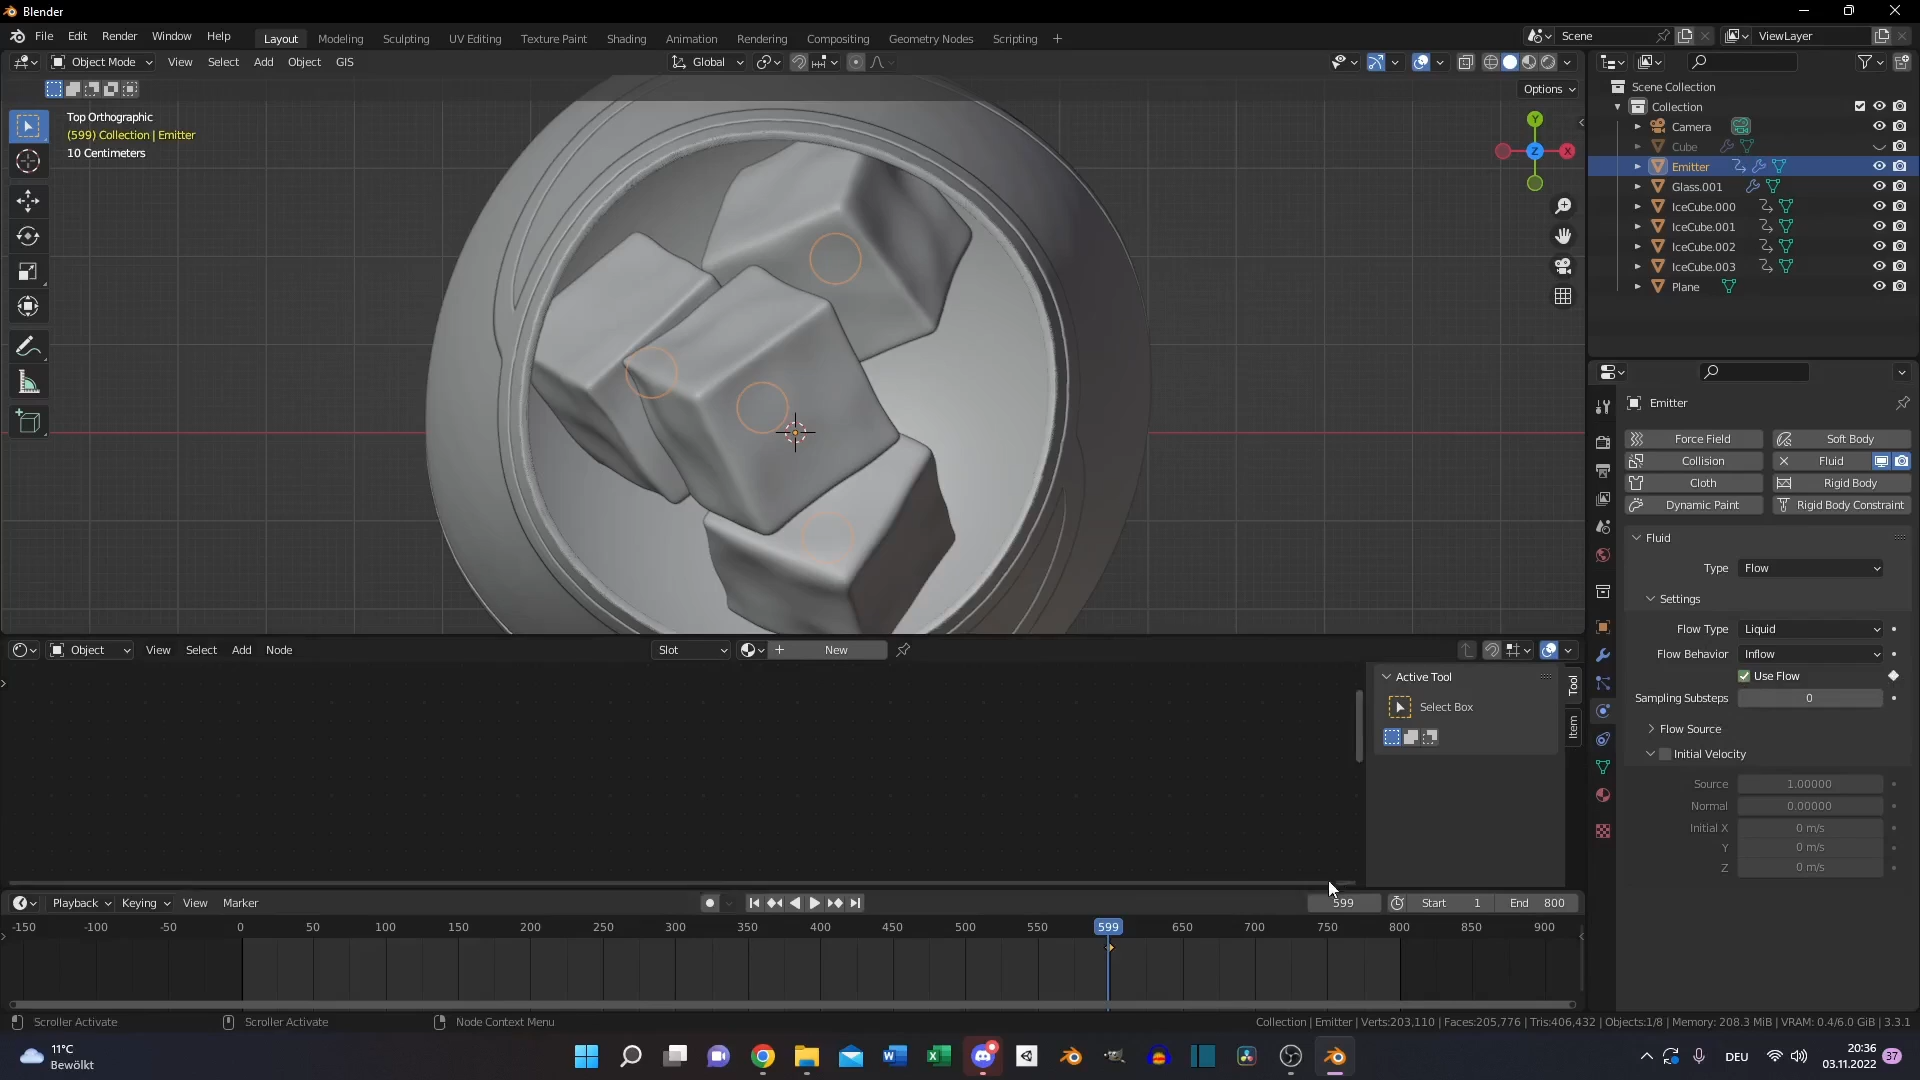 Blender
File Edit Render Window Help Layout Modeling Sculpting UV Editing Texture Paint Shading Animation Rendering Compositing Geometry Nodes Scripting + Scene ViewLayer
Object Mode View Select Add Object GIS Global
Options
Top Orthographic
(599) Collection | Emitter
10 Centimeters
Y
Z
X
Scene Collection
Collection
Camera
Cube
Emitter
Glass.001
IceCube.000
IceCube.001
IceCube.002
IceCube.003
Plane
Emitter
Force Field Soft Body
Collision Fluid
Cloth Rigid Body
Dynamic Paint Rigid Body Constraint
Fluid
Type Flow
Settings
Flow Type Liquid
Flow Behavior Inflow
Use Flow
Sampling Substeps 0
Flow Source
Initial Velocity
Source 1.00000
Normal 0.00000
Initial X 0 m/s
Y 0 m/s
Z 0 m/s
Object View Select Add Node Slot New
Active Tool
Select Box
Tool
Item
Playback Keying View Marker 599 Start 1 End 800
-150 -100 -50 0 50 100 150 200 250 300 350 400 450 500 550 599 650 700 750 800 850 900
Scroller Activate Scroller Activate Node Context Menu Collection | Emitter | Verts:203,110 | Faces:205,776 | Tris:406,432 | Objects:1/8 | Memory: 208.3 MiB | VRAM: 0.4/6.0 GiB | 3.3.1
11°C
Bewölkt
DEU
20:36
03.11.2022
37